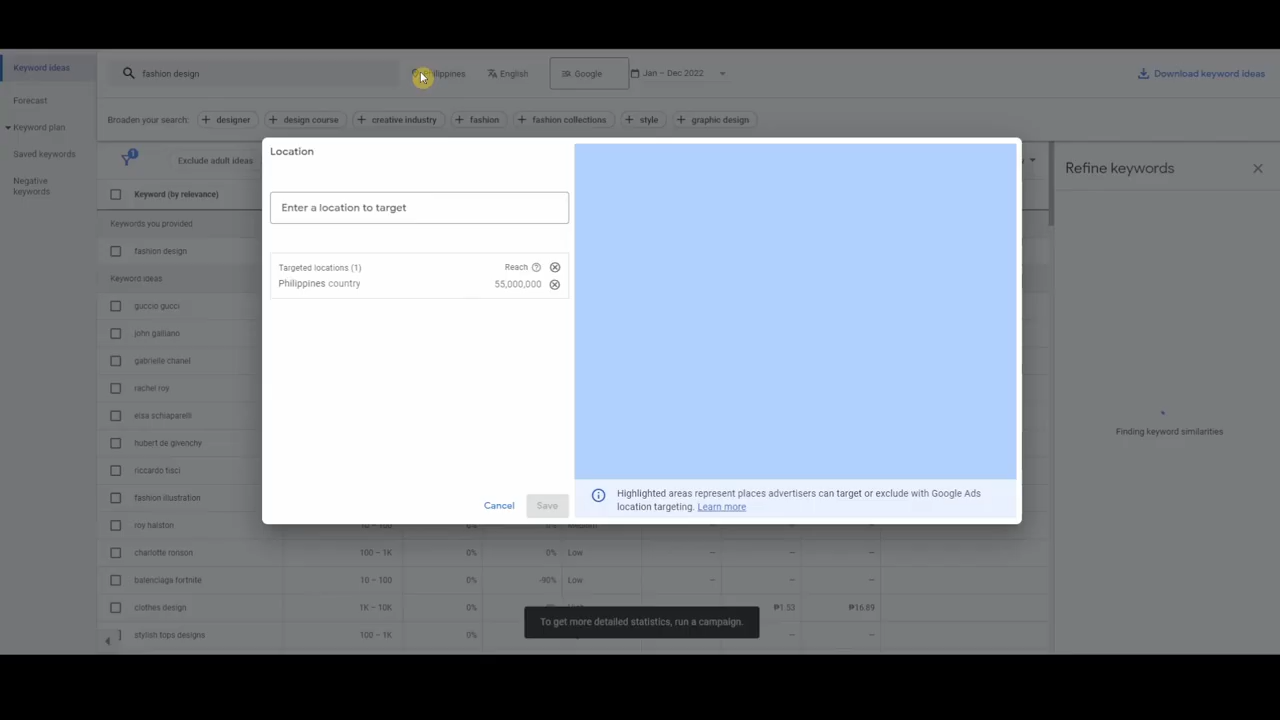 Keyword ideas
fashion design
Philippines
English
Google
Jan – Dec 2022
Download keyword ideas
Forecast
Keyword plan
Saved keywords
Negative
keywords
Broaden your search:
designer
design course
creative industry
fashion
fashion collections
style
graphic design
1
Exclude adult ideas
Keyword (by relevance)
Keywords you provided
fashion design
Keyword ideas
guccio gucci
john galliano
gabrielle chanel
rachel roy
elsa schiaparelli
hubert de givenchy
riccardo tisci
fashion illustration
roy halston
charlotte ronson 100 – 1K 0% 0% Low – – –
balenciaga fortnite 10 – 100 0% -90% Low – – –
clothes design 1K – 10K 0% ₱1.53 ₱16.89
stylish tops designs 100 – 1K 0% – –
Location
Enter a location to target
Targeted locations (1) Reach
Philippines country 55,000,000
Cancel
Save
Highlighted areas represent places advertisers can target or exclude with Google Ads
location targeting. Learn more
To get more detailed statistics, run a campaign.
Refine keywords
Finding keyword similarities